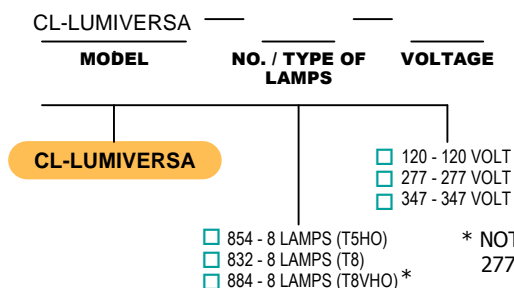 CL-LUMIVERSA — —
MODEL
NO. / TYPE OF
LAMPS
VOLTAGE
CL-LUMIVERSA
120 - 120 VOLT
277 - 277 VOLT
347 - 347 VOLT
854 - 8 LAMPS (T5HO)
832 - 8 LAMPS (T8)
884 - 8 LAMPS (T8VHO) *
* NOT
277